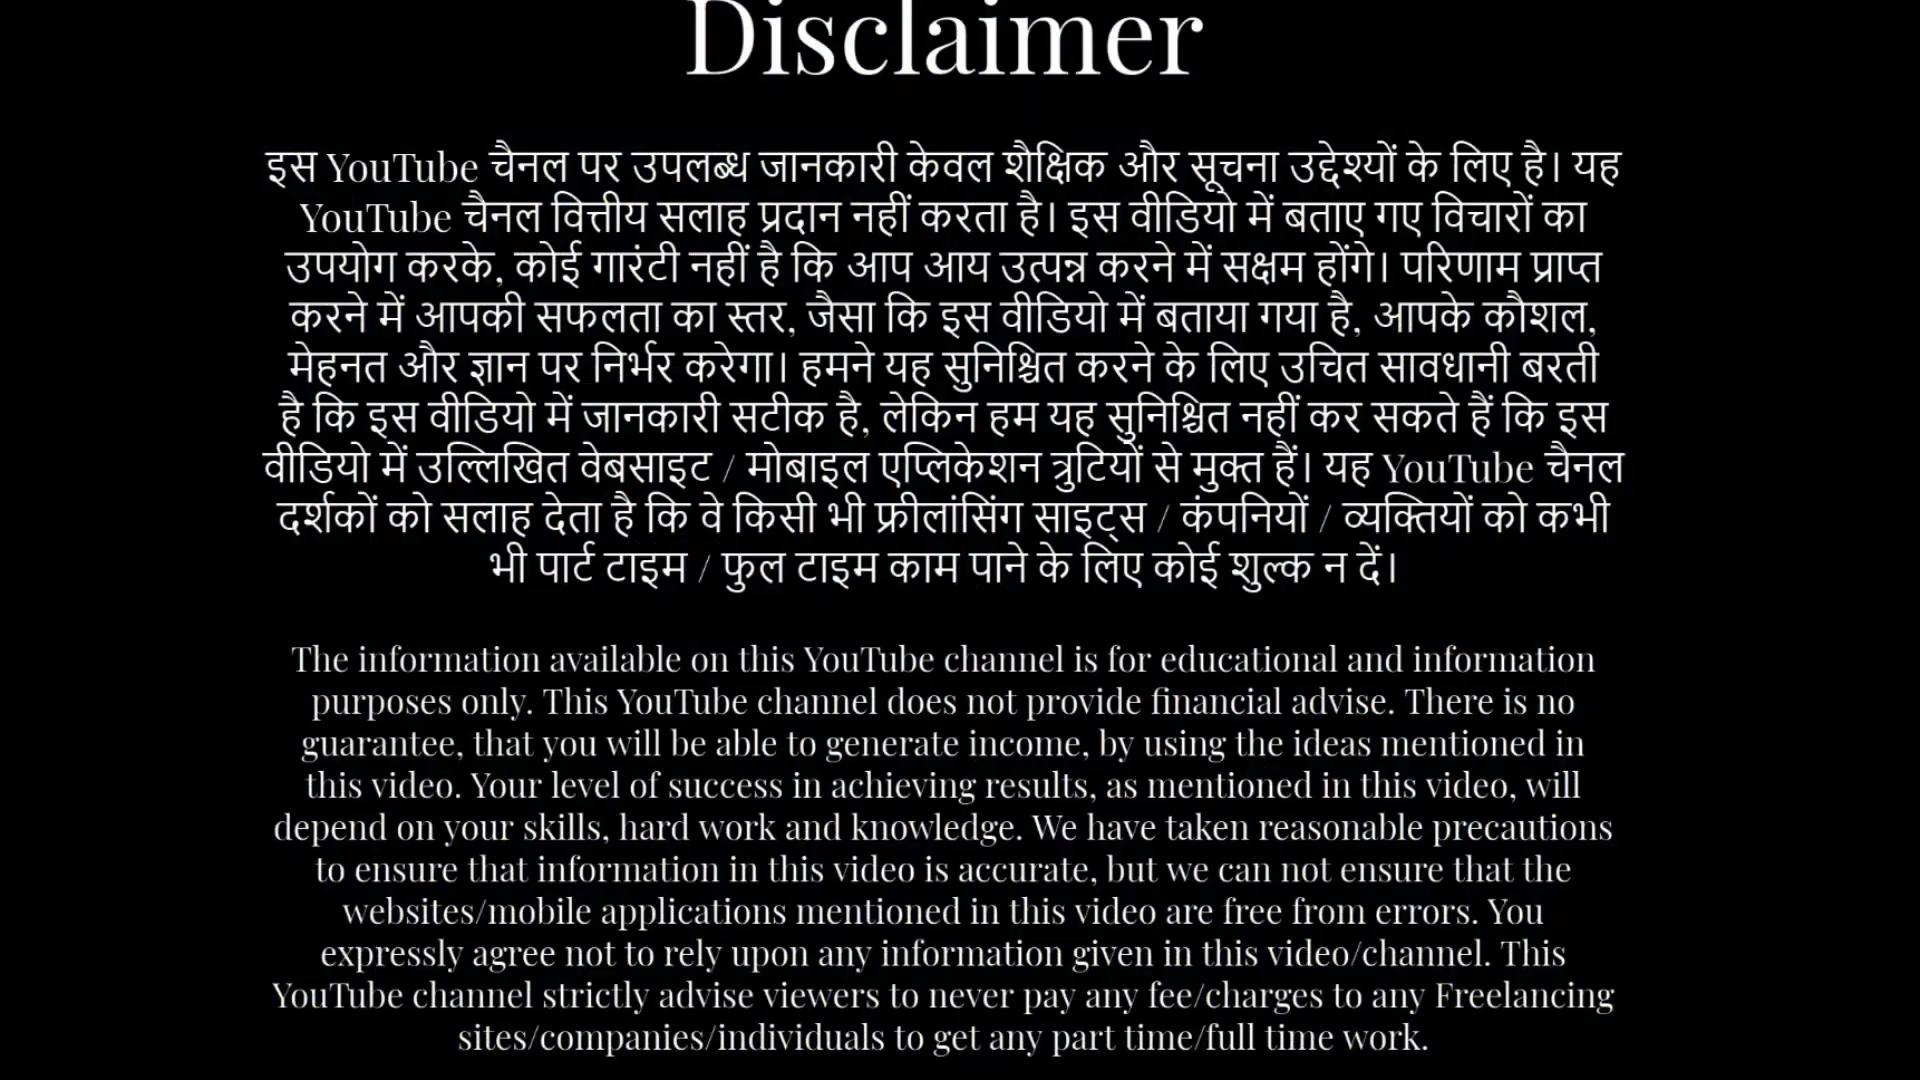 Disclaimer
इस YouTube चैनल पर उपलब्ध जानकारी केवल शैक्षिक और सूचना उद्देश्यों के लिए है। यह
YouTube चैनल वित्तीय सलाह प्रदान नहीं करता है। इस वीडियो में बताए गए विचारों का
उपयोग करके, कोई गारंटी नहीं है कि आप आय उत्पन्न करने में सक्षम होंगे। परिणाम प्राप्त
करने में आपकी सफलता का स्तर, जैसा कि इस वीडियो में बताया गया है, आपके कौशल,
मेहनत और ज्ञान पर निर्भर करेगा। हमने यह सुनिश्चित करने के लिए उचित सावधानी बरती
है कि इस वीडियो में जानकारी सटीक है, लेकिन हम यह सुनिश्चित नहीं कर सकते हैं कि इस
वीडियो में उल्लिखित वेबसाइट / मोबाइल एप्लिकेशन त्रुटियों से मुक्त हैं। यह YouTube चैनल
दर्शकों को सलाह देता है कि वे किसी भी फ्रीलांसिंग साइट्स / कंपनियों / व्यक्तियों को कभी
भी पार्ट टाइम / फुल टाइम काम पाने के लिए कोई शुल्क न दें।
The information available on this YouTube channel is for educational and information
purposes only. This YouTube channel does not provide financial advise. There is no
guarantee, that you will be able to generate income, by using the ideas mentioned in
this video. Your level of success in achieving results, as mentioned in this video, will
depend on your skills, hard work and knowledge. We have taken reasonable precautions
to ensure that information in this video is accurate, but we can not ensure that the
websites/mobile applications mentioned in this video are free from errors. You
expressly agree not to rely upon any information given in this video/channel. This
YouTube channel strictly advise viewers to never pay any fee/charges to any Freelancing
sites/companies/individuals to get any part time/full time work.